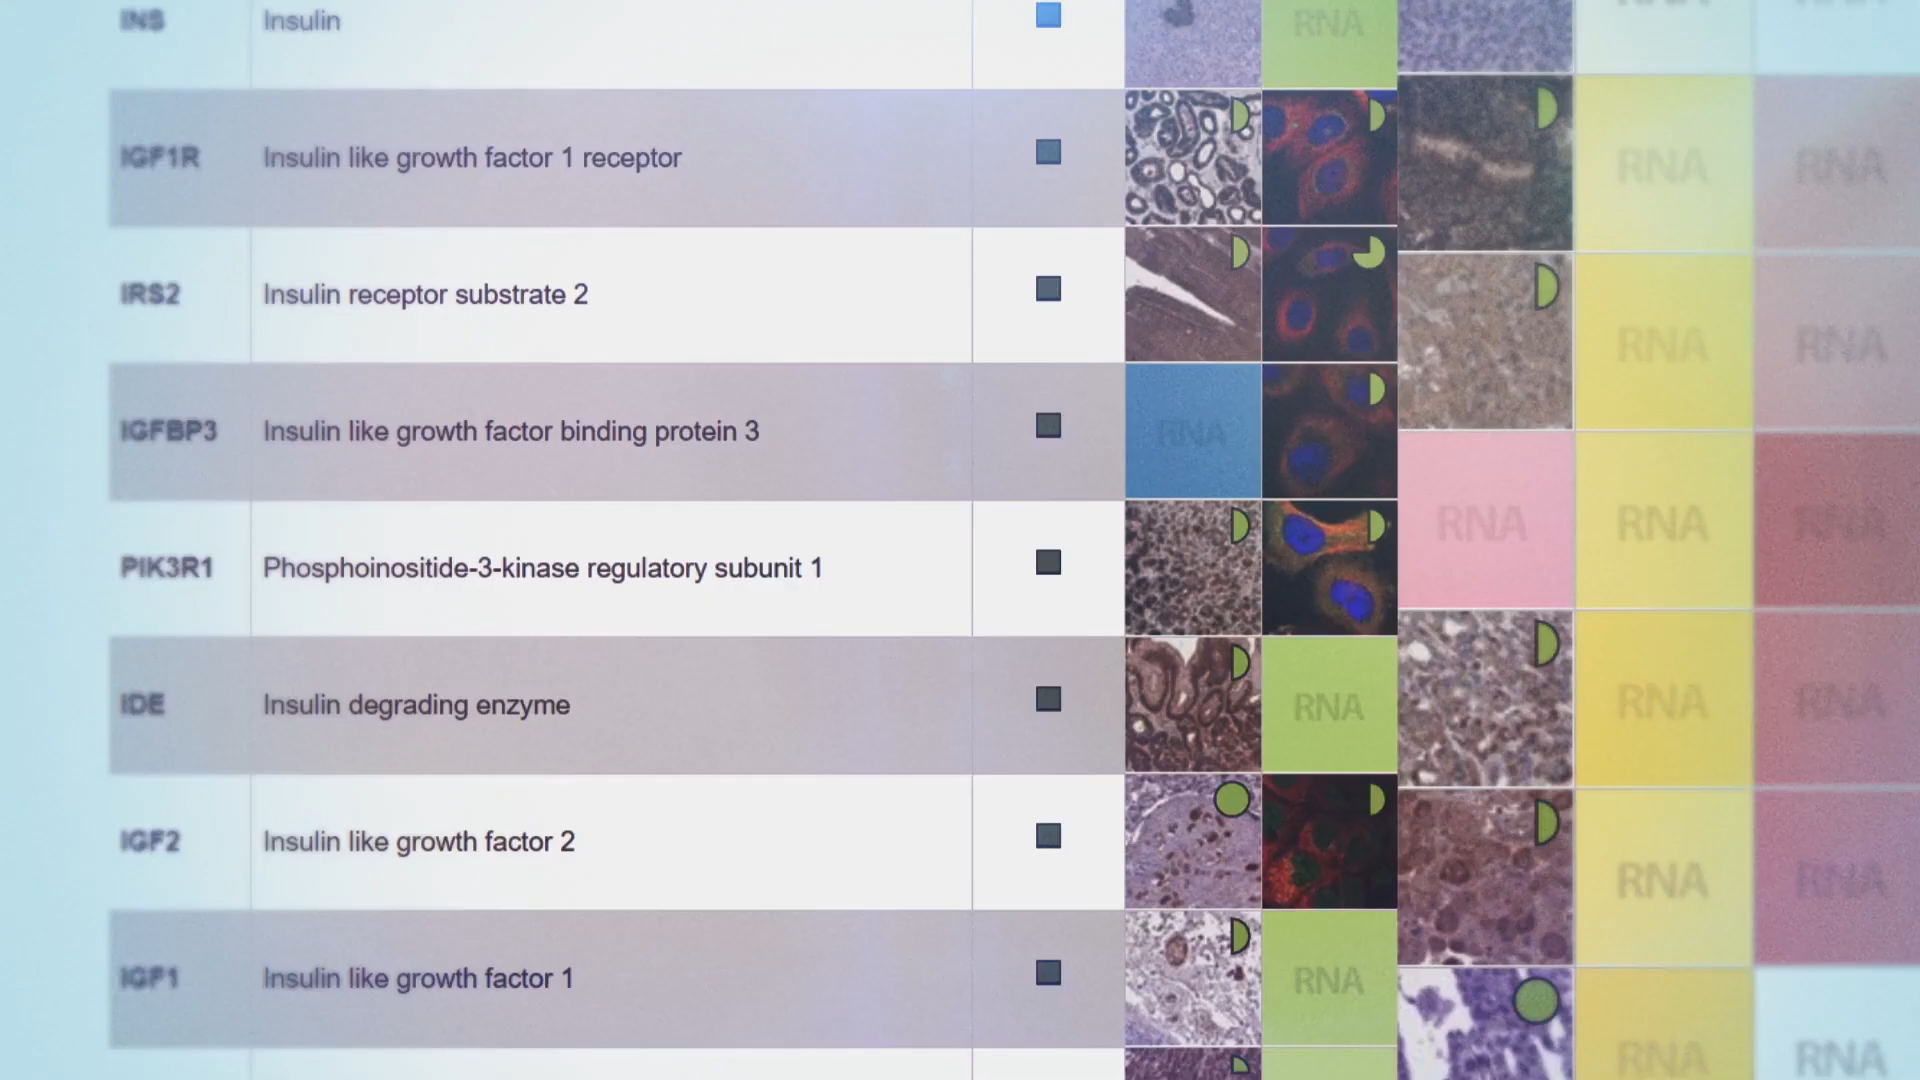 INS Insulin RNA
IGF1R Insulin like growth factor 1 receptor RNA RNA
IRS2 Insulin receptor substrate 2 RNA RNA
IGFBP3 Insulin like growth factor binding protein 3 RNA RNA RNA RNA
PIK3R1 Phosphoinositide-3-kinase regulatory subunit 1
IDE Insulin degrading enzyme RNA RNA RNA
IGF2 Insulin like growth factor 2 RNA RNA
IGF1 Insulin like growth factor 1 RNA RNA RNA